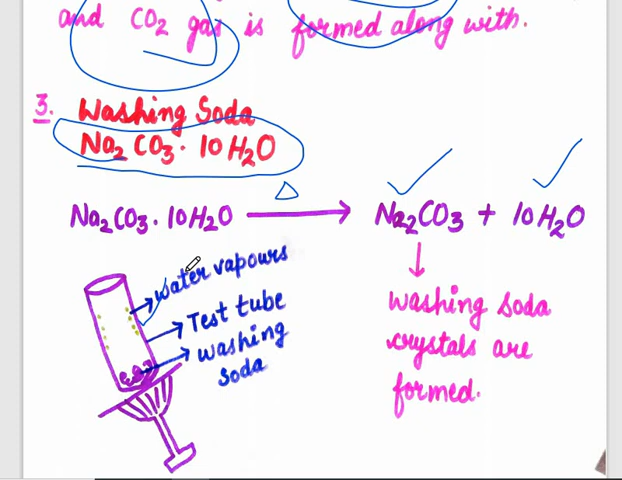 and CO₂ gas is formed along with.
3. Washing Soda
Na₂CO₃·10H₂O
Δ
Na₂CO₃·10H₂O → Na₂CO₃ + 10H₂O
water vapours
Test tube
washing
soda
washing soda
crystals are
formed.